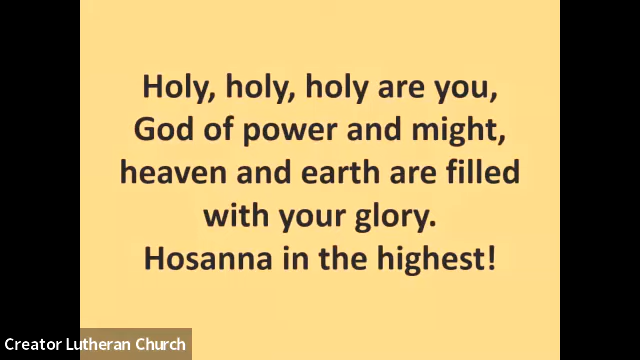 Holy, holy, holy are you,
God of power and might,
heaven and earth are filled
with your glory.
Hosanna in the highest!
Creator Lutheran Church